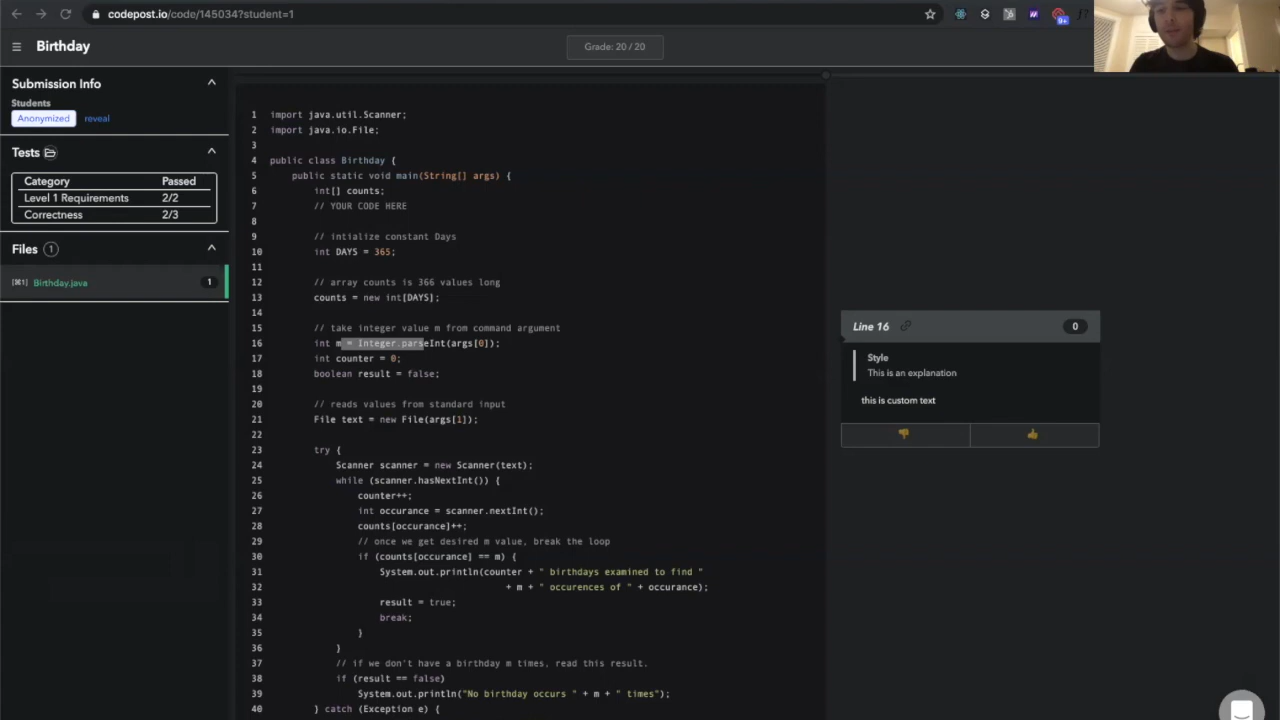 codepost.io/code/145034?student=1
9+
f?
Birthday
Grade: 20 / 20
Submission Info
Students
Anonymized reveal
Tests
Category Passed
Level 1 Requirements 2/2
Correctness 2/3
Files 1
[⌘1] Birthday.java 1
1 import java.util.Scanner;
2 import java.io.File;
3
4 public class Birthday {
5 public static void main(String[] args) {
6 int[] counts;
7 // YOUR CODE HERE
8
9 // intialize constant Days
10 int DAYS = 365;
11
12 // array counts is 366 values long
13 counts = new int[DAYS];
14
15 // take integer value m from command argument
16 int m = Integer.parseInt(args[0]);
17 int counter = 0;
18 boolean result = false;
19
20 // reads values from standard input
21 File text = new File(args[1]);
22
23 try {
24 Scanner scanner = new Scanner(text);
25 while (scanner.hasNextInt()) {
26 counter++;
27 int occurance = scanner.nextInt();
28 counts[occurance]++;
29 // once we get desired m value, break the loop
30 if (counts[occurance] == m) {
31 System.out.println(counter + " birthdays examined to find "
32 + m + " occurences of " + occurance);
33 result = true;
34 break;
35 }
36 }
37 // if we don't have a birthday m times, read this result.
38 if (result == false)
39 System.out.println("No birthday occurs " + m + " times");
40 } catch (Exception e) {
Line 16 0
Style
This is an explanation
this is custom text